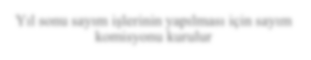 Yıl sonu sayım işlerinin yapılması için sayım
komisyonu kurulur